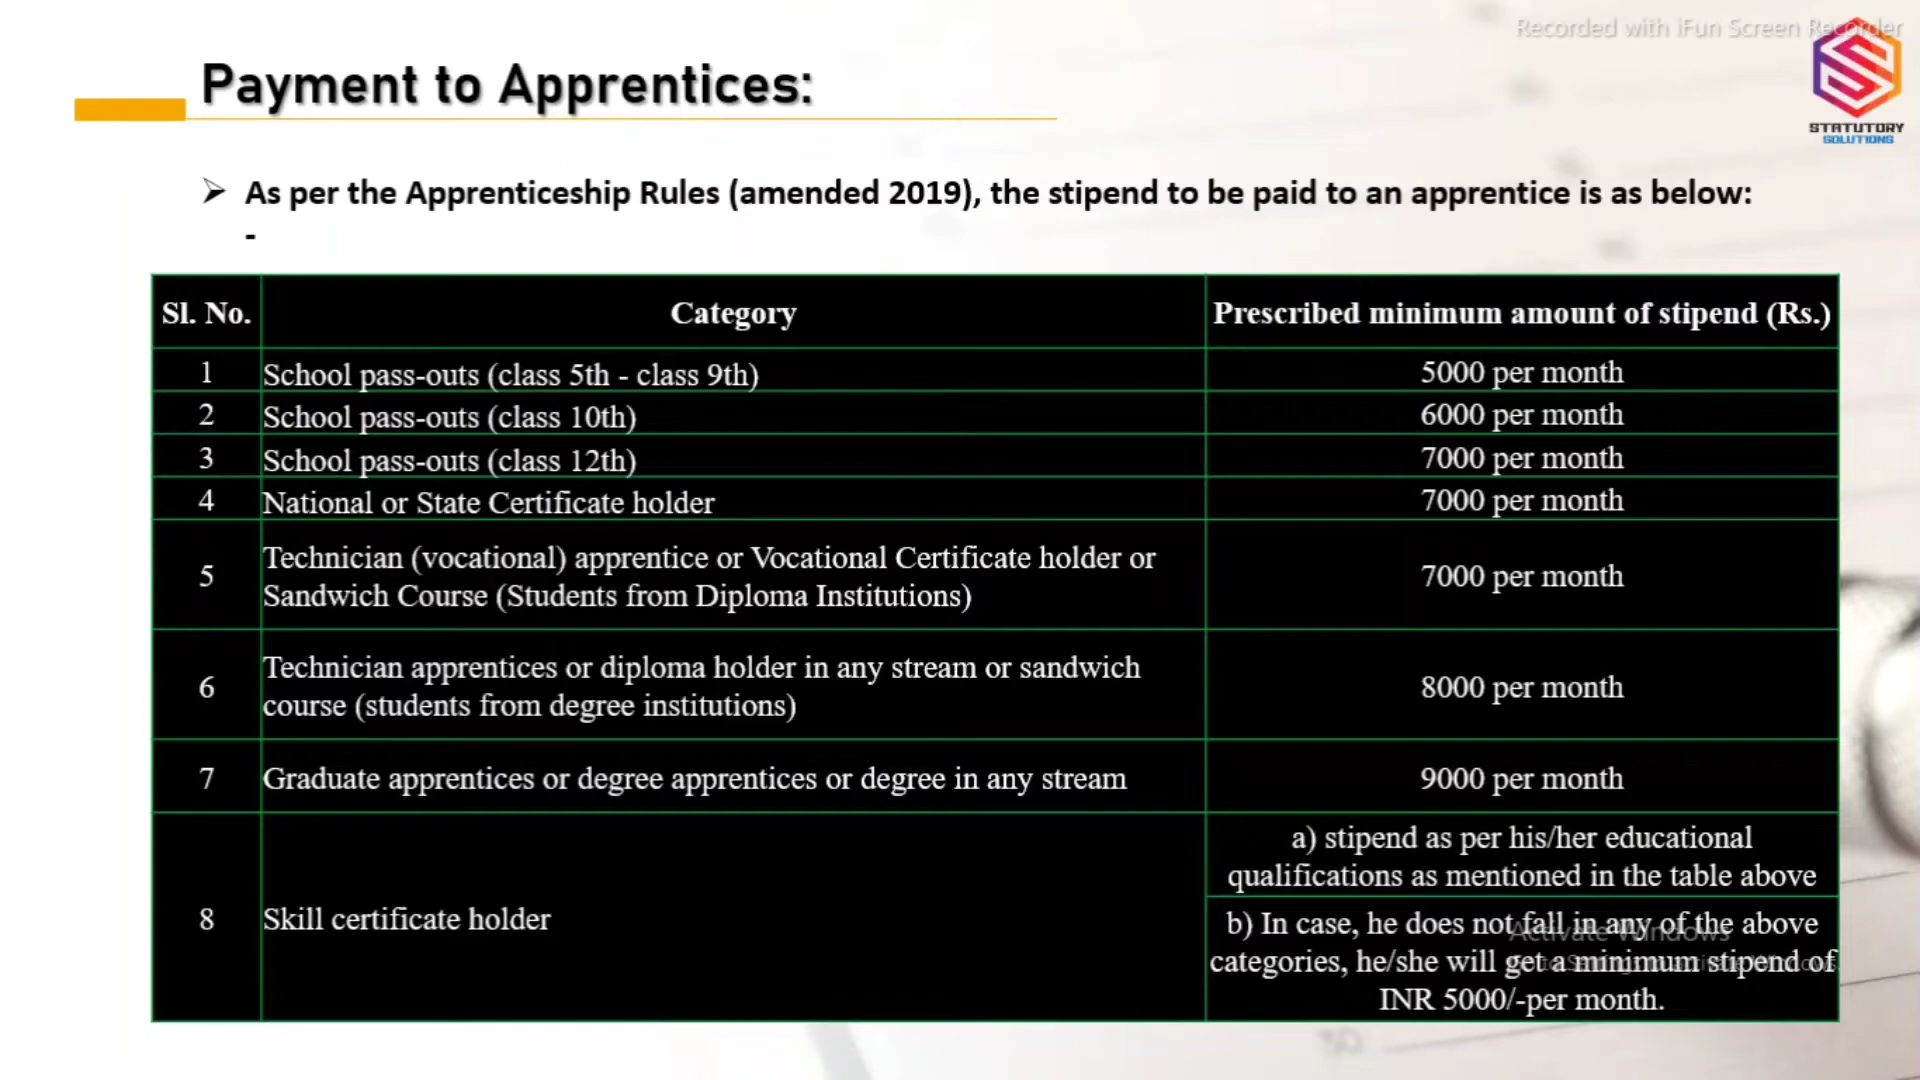 Recorded with iFun Screen Recorder
Payment to Apprentices:
STATUTORY
SOLUTIONS
➢ As per the Apprenticeship Rules (amended 2019), the stipend to be paid to an apprentice is as below:
-
Sl. No. Category Prescribed minimum amount of stipend (Rs.)
1 School pass-outs (class 5th - class 9th) 5000 per month
2 School pass-outs (class 10th) 6000 per month
3 School pass-outs (class 12th) 7000 per month
4 National or State Certificate holder 7000 per month
5 Technician (vocational) apprentice or Vocational Certificate holder or
Sandwich Course (Students from Diploma Institutions) 7000 per month
6 Technician apprentices or diploma holder in any stream or sandwich
course (students from degree institutions) 8000 per month
7 Graduate apprentices or degree apprentices or degree in any stream 9000 per month
8 Skill certificate holder
a) stipend as per his/her educational
qualifications as mentioned in the table above
b) In case, he does not fall in any of the above
categories, he/she will get a minimum stipend of
INR 5000/-per month.
Activate Windows